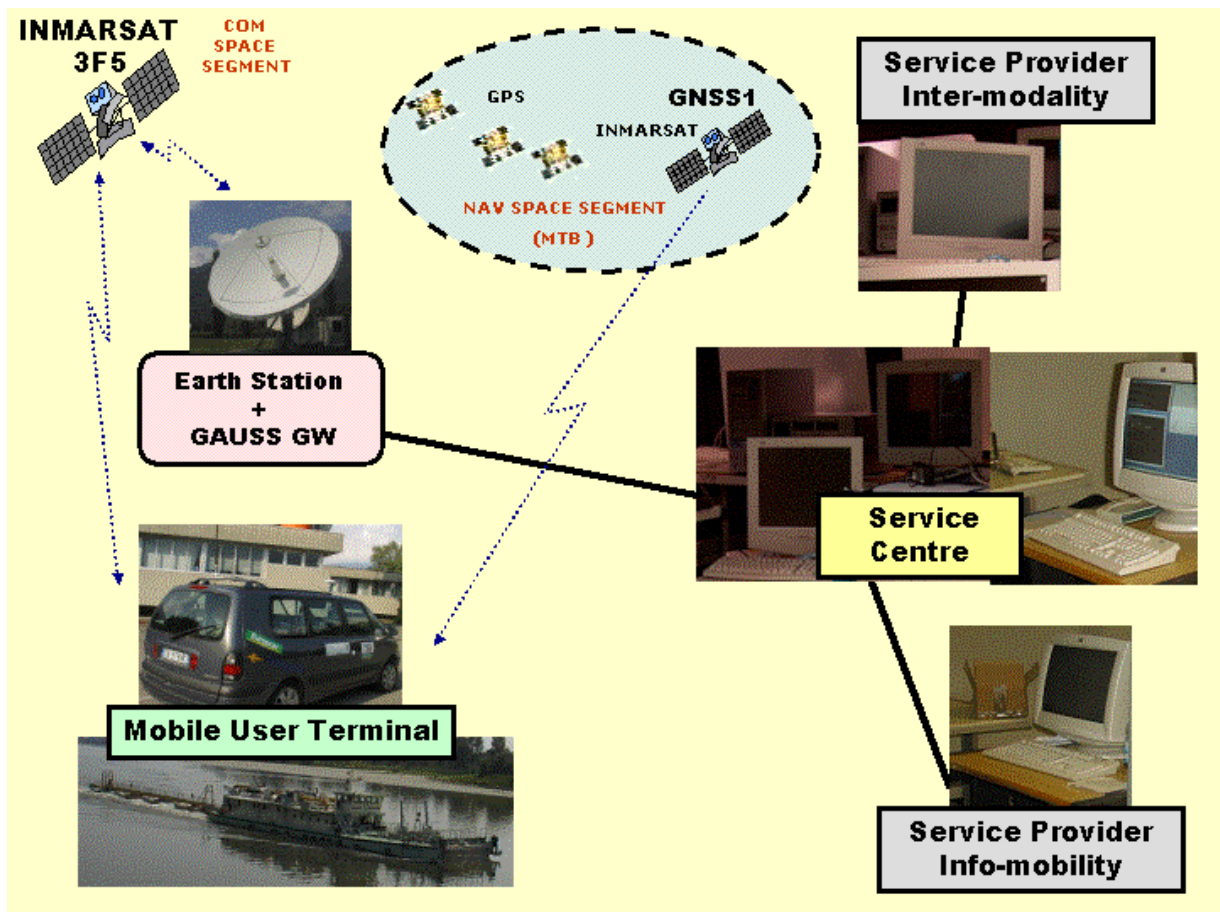 INMARSAT
3F5
COM
SPACE
SEGMENT
GPS
GNSS1
INMARSAT
NAV SPACE SEGMENT
(MTB)
Service Provider
Inter-modality
Earth Station
+
GAUSS GW
Service
Centre
Mobile User Terminal
Service Provider
Info-mobility